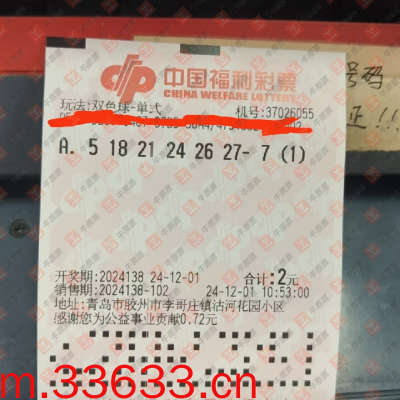 中国福利彩票
CHINA WELFARE LOTTERY
玩法:双色球-单式 机号:37026055
号码
正!!!
A. 5 18 21 24 26 27- 7 (1)
开奖期:2024138 24-12-01 合计:2元
销售期:2024138-102 24-12-01 10:53:00
地址:青岛市胶州市李哥庄镇沽河花园小区
感谢您为公益事业贡献0.72元
m.33633.cn